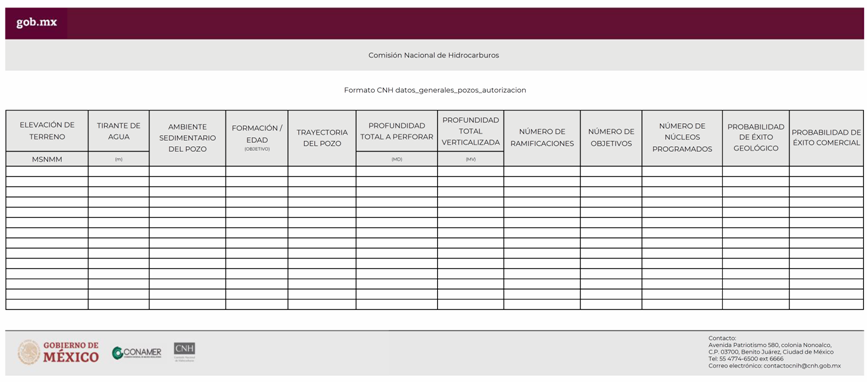 gob.mx
Comisión Nacional de Hidrocarburos
Formato CNH datos_generales_pozos_autorizacion
ELEVACIÓN DE
TERRENO
MSNMM
TIRANTE DE
AGUA
(m)
AMBIENTE
SEDIMENTARIO
DEL POZO
FORMACIÓN /
EDAD
(OBJETIVO)
TRAYECTORIA
DEL POZO
PROFUNDIDAD
TOTAL A PERFORAR
(MD)
PROFUNDIDAD
TOTAL
VERTICALIZADA
(MV)
NÚMERO DE
RAMIFICACIONES
NÚMERO DE
OBJETIVOS
NÚMERO DE
NÚCLEOS
PROGRAMADOS
PROBABILIDAD
DE ÉXITO
GEOLÓGICO
PROBABILIDAD DE
ÉXITO COMERCIAL
GOBIERNO DE
MÉXICO
CONAMER
CNH
Contacto:
Avenida Patriotismo 580, colonia Nonoalco,
C.P. 03700, Benito Juárez, Ciudad de México
Tel: 55 4774-6500 ext 6666
Correo electrónico: contactocnih@cnh.gob.mx